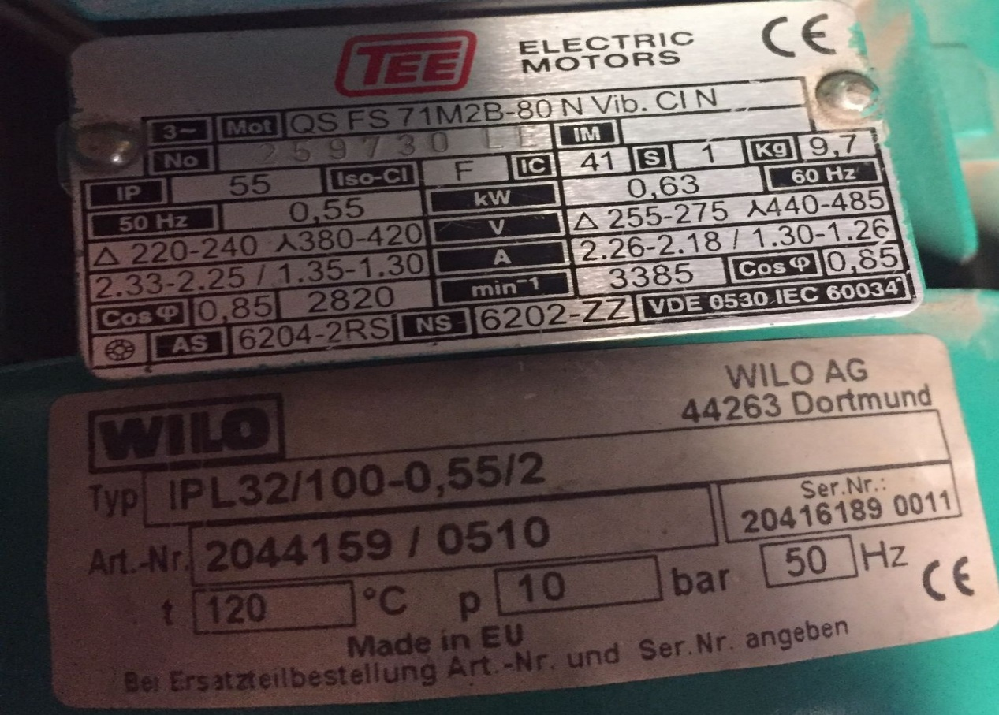 TEE ELECTRIC MOTORS CE
3~ Mot QS FS 71M2B-80 N Vib. Cl N
No 259730 LE IM
IP 55 Iso-Cl F IC 41 S 1 Kg 9,7
50 Hz 0,55 kW 0,63 60 Hz
△ 220-240 ⅄380-420 V △ 255-275 ⅄440-485
2.33-2.25 / 1.35-1.30 A 2.26-2.18 / 1.30-1.26
Cos φ 0,85 2820 min⁻¹ 3385 Cos φ 0,85
AS 6204-2RS NS 6202-ZZ VDE 0530 IEC 60034
WILO WILO AG
44263 Dortmund
Typ IPL32/100-0,55/2
Art.-Nr. 2044159 / 0510 Ser.Nr.:
20416189 0011
t 120 °C p 10 bar 50 Hz CE
Made in EU
Bei Ersatzteilbestellung Art.-Nr. und Ser.Nr. angeben